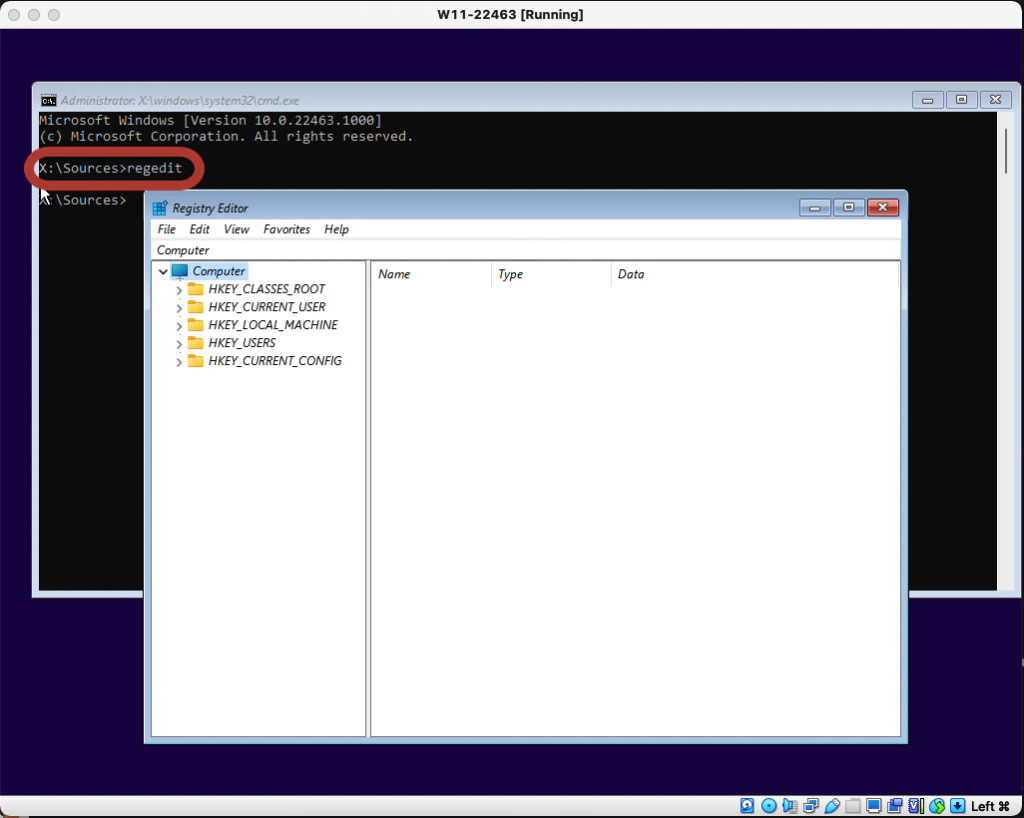 W11-22463 [Running]
Administrator: X:\windows\system32\cmd.exe
Microsoft Windows [Version 10.0.22463.1000]
(c) Microsoft Corporation. All rights reserved.
X:\Sources>regedit
X:\Sources>
Registry Editor
File Edit View Favorites Help
Computer
Computer
HKEY_CLASSES_ROOT
HKEY_CURRENT_USER
HKEY_LOCAL_MACHINE
HKEY_USERS
HKEY_CURRENT_CONFIG
Name Type Data
Left ⌘